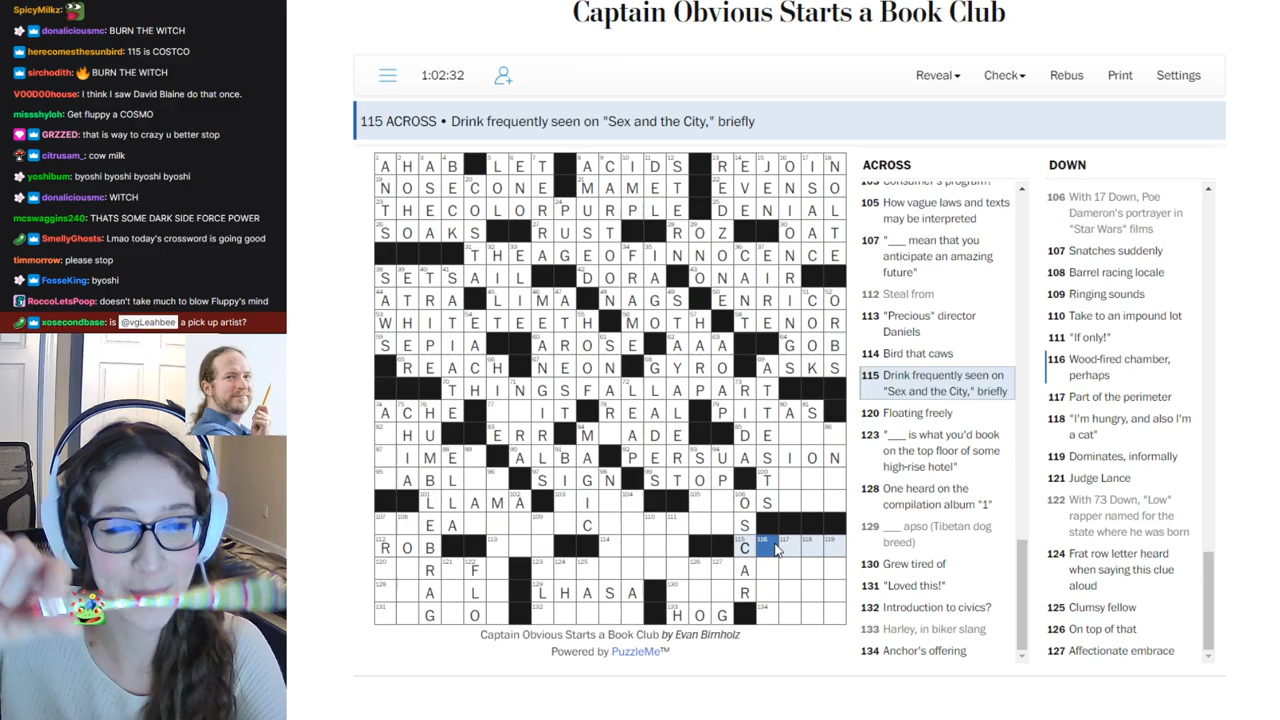 SpicyMilkz:
donaliciousmc: BURN THE WITCH
herecomesthesunbird: 115 is COSTCO
sirchodith: BURN THE WITCH
V00D00house: I think I saw David Blaine do that once.
missshyloh: Get fluppy a COSMO
GRZZED: that is way to crazy u better stop
citrusam_: cow milk
yoshibum: byoshi byoshi byoshi byoshi
donaliciousmc: WITCH
mcswaggins240: THATS SOME DARK SIDE FORCE POWER
SmellyGhosts: Lmao today's crossword is going good
timmorrow: please stop
FosseKing: byoshi
RoccoLetsPoop: doesn't take much to blow Fluppy's mind
xosecondbase: is @vgLeahbee a pick up artist?
Captain Obvious Starts a Book Club
1:02:32
Reveal
Check
Rebus
Print
Settings
115 ACROSS • Drink frequently seen on "Sex and the City," briefly
A H A B L E T A C I D S R E J O I N
N O S E C O N E M A M E T E V E N S O
T H E C O L O R P U R P L E D E N I A L
S O A K S R U S T R O Z O A T
T H E A G E O F I N N O C E N C E
S E T S A I L D O R A O N A I R
A T R A L I M A N A G S E N R I C O
W H I T E T E E T H M O T H T E N O R
S E P I A A R O S E A A A G O B
R E A C H N E O N G Y R O A S K S
T H I N G S F A L L A P A R T
A C H E I T R E A L P I T A S
H U E R R M A D E D E
I M E A L B A P E R S U A S I O N
A B L S I G N S T O P T
L L A M A I O S
E A C S
R O B C
R F A
A L L H A S A R
G O H O G
Captain Obvious Starts a Book Club by Evan Birnholz
Powered by PuzzleMe™
ACROSS
105 How vague laws and texts
may be interpreted
107 "___ mean that you
anticipate an amazing
future"
112 Steal from
113 "Precious" director
Daniels
114 Bird that caws
115 Drink frequently seen on
"Sex and the City," briefly
120 Floating freely
123 "___ is what you'd book
on the top floor of some
high-rise hotel"
128 One heard on the
compilation album "1"
129 ___ apso (Tibetan dog
breed)
130 Grew tired of
131 "Loved this!"
132 Introduction to civics?
133 Harley, in biker slang
134 Anchor's offering
DOWN
106 With 17 Down, Poe
Dameron's portrayer in
"Star Wars" films
107 Snatches suddenly
108 Barrel racing locale
109 Ringing sounds
110 Take to an impound lot
111 "If only!"
116 Wood-fired chamber,
perhaps
117 Part of the perimeter
118 "I'm hungry, and also I'm
a cat"
119 Dominates, informally
121 Judge Lance
122 With 73 Down, "Low"
rapper named for the
state where he was born
124 Frat row letter heard
when saying this clue
aloud
125 Clumsy fellow
126 On top of that
127 Affectionate embrace